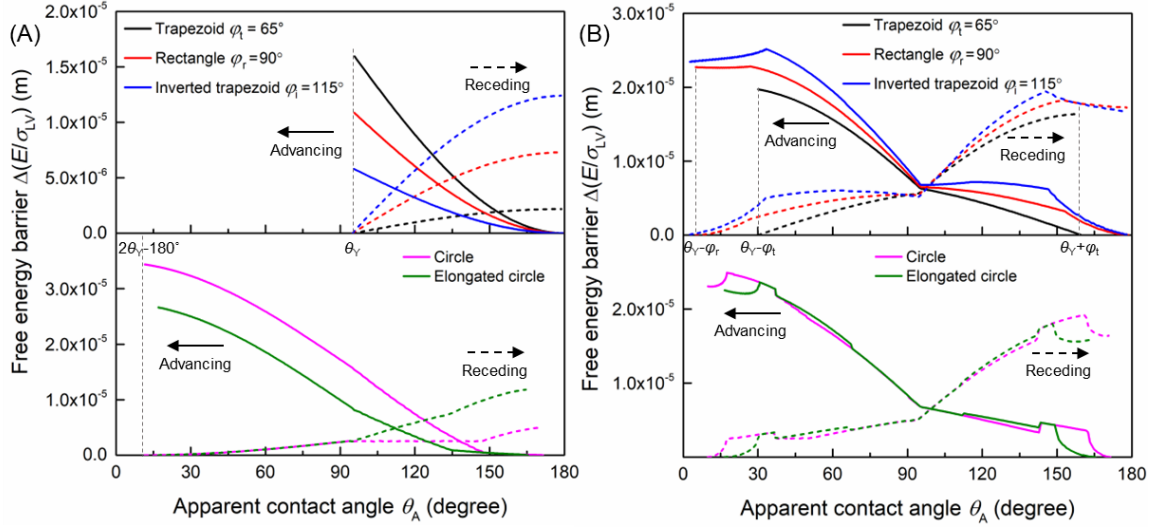 (A)
Free energy barrier Δ(E/σLV) (m)
2.0x10⁻⁵
1.5x10⁻⁵
1.0x10⁻⁵
5.0x10⁻⁶
0.0
Trapezoid φt = 65°
Rectangle φr = 90°
Inverted trapezoid φi = 115°
Receding
Advancing
2θY-180°
θY
3.0x10⁻⁵
2.0x10⁻⁵
1.0x10⁻⁵
0.0
Circle
Elongated circle
Advancing
Receding
0 30 60 90 120 150 180
Apparent contact angle θA (degree)
(B)
Free energy barrier Δ(E/σLV) (m)
3.0x10⁻⁵
2.0x10⁻⁵
1.0x10⁻⁵
0.0
Trapezoid φt = 65°
Rectangle φr = 90°
Inverted trapezoid φi = 115°
Advancing
Receding
θY-φr
θY-φt
θY+φt
2.0x10⁻⁵
1.0x10⁻⁵
Circle
Elongated circle
Advancing
Receding
0 30 60 90 120 150 180
Apparent contact angle θA (degree)